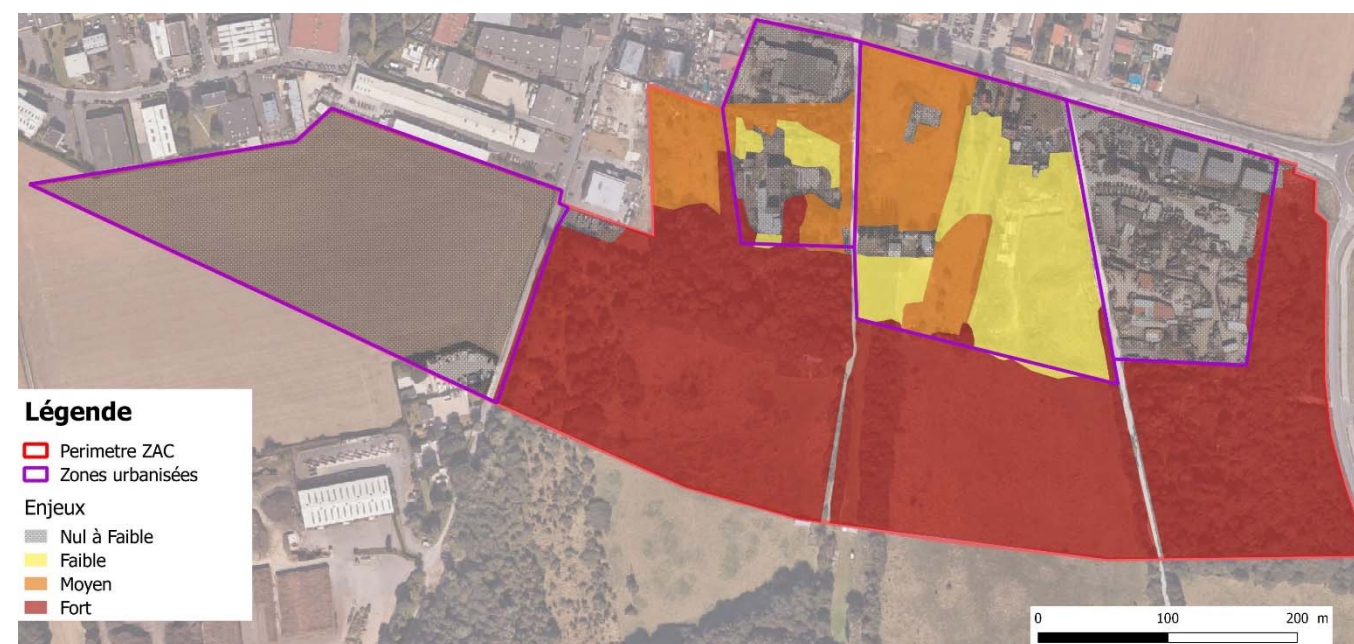 Légende
Perimetre ZAC
Zones urbanisées
Enjeux
Nul à Faible
Faible
Moyen
Fort
0 100 200 m